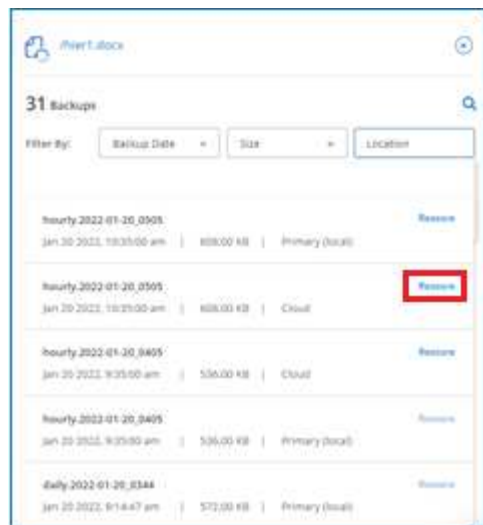 31 Backups
Filter By: Backup Date Size Location
hourly.2022-01-20_0505 Restore
Jan 20 2022, 10:35:00 am | 608.00 KB | Primary (local)
hourly.2022-01-20_0505 Restore
Jan 20 2022, 10:35:00 am | 608.00 KB | Cloud
hourly.2022-01-20_0405 Restore
Jan 20 2022, 9:35:00 am | 536.00 KB | Cloud
hourly.2022-01-20_0405 Restore
Jan 20 2022, 9:35:00 am | 536.00 KB | Primary (local)
daily.2022-01-20_0344 Restore
Jan 20 2022, 9:14:47 am | 572.00 KB | Primary (local)